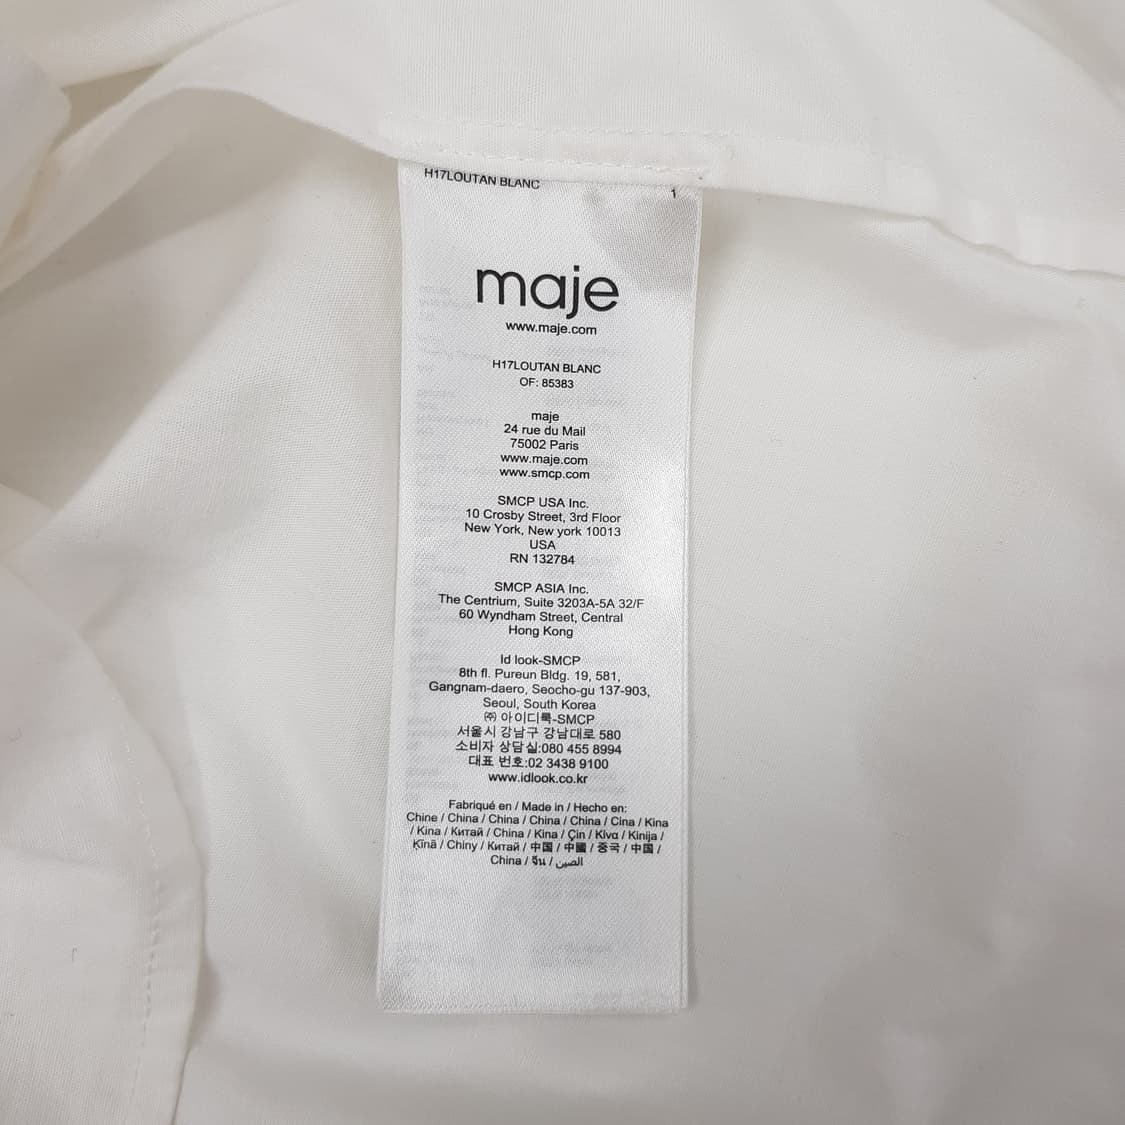 H17LOUTAN BLANC
1
maje
www.maje.com
H17LOUTAN BLANC
OF: 85383
maje
24 rue du Mail
75002 Paris
www.maje.com
www.smcp.com
SMCP USA Inc.
10 Crosby Street, 3rd Floor
New York, New york 10013
USA
RN 132784
SMCP ASIA Inc.
The Centrium, Suite 3203A-5A 32/F
60 Wyndham Street, Central
Hong Kong
Id look-SMCP
8th fl. Pureun Bldg. 19, 581,
Gangnam-daero, Seocho-gu 137-903,
Seoul, South Korea
㈜ 아이디룩-SMCP
서울시 강남구 강남대로 580
소비자 상담실:080 455 8994
대표 번호:02 3438 9100
www.idlook.co.kr
Fabriqué en / Made in / Hecho en:
Chine / China / China / China / China / Cina / Kina
/ Kina / Китай / China / Kina / Çin / Κίνα / Kinija /
Ķīnā / Chiny / Китай / 中国 / 中國 / 중국 / 中国 /
China / จีน / الصين